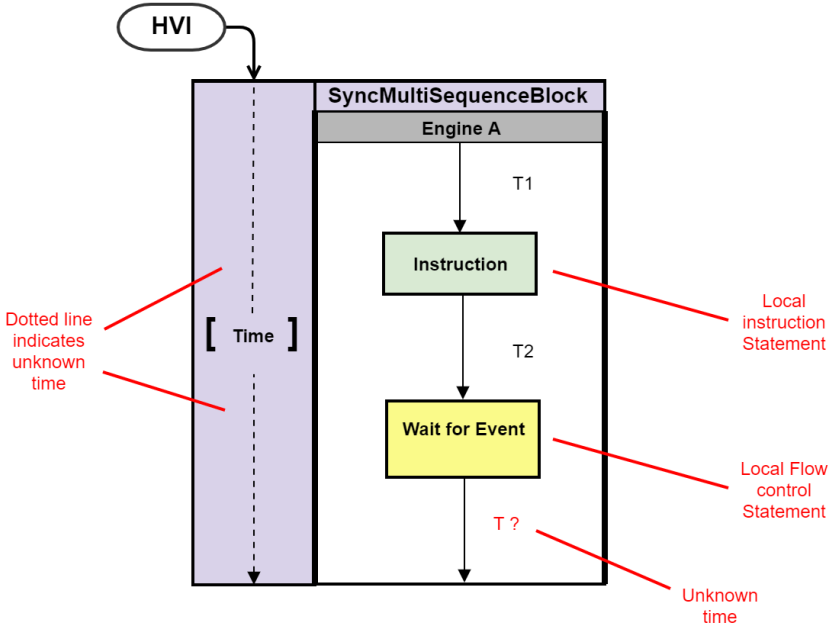 HVI
SyncMultiSequenceBlock
Engine A
T1
Instruction
Local
instruction
Statement
Dotted line
indicates
unknown
time
[ Time ]
T2
Wait for Event
Local Flow
control
Statement
T ?
Unknown
time